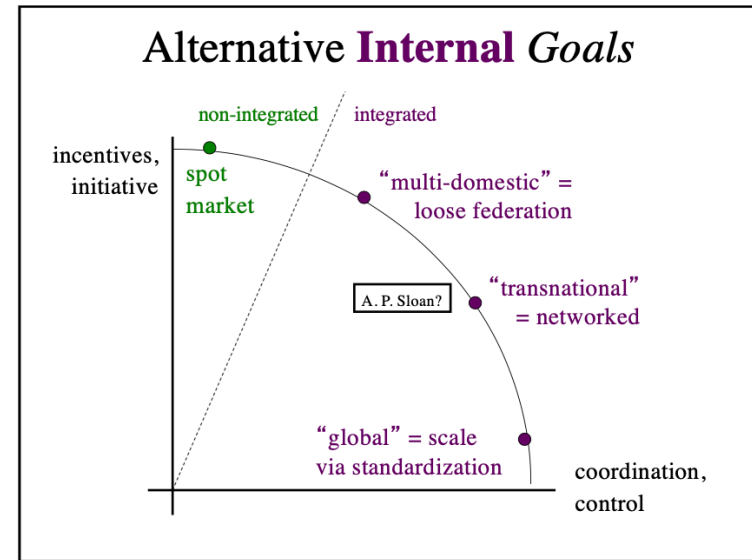 Alternative Internal Goals
non-integrated
integrated
incentives,
initiative
spot
market
“multi-domestic” =
loose federation
A. P. Sloan?
“transnational”
= networked
“global” = scale
via standardization
coordination,
control